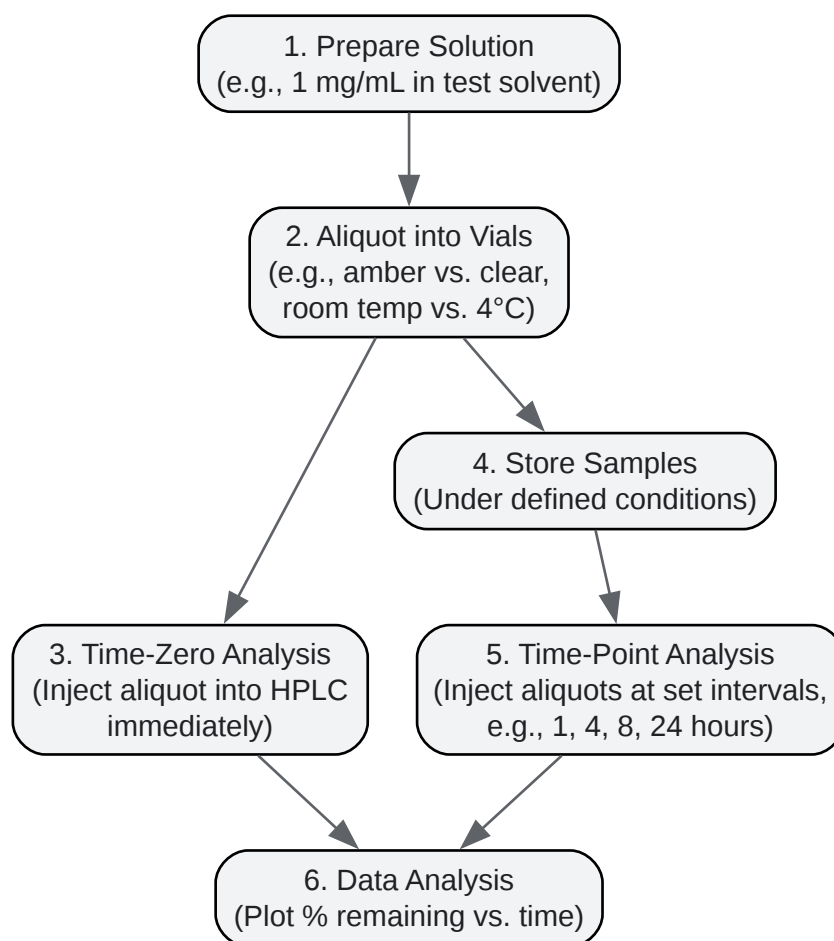 1. Prepare Solution
(e.g., 1 mg/mL in test solvent)
2. Aliquot into Vials
(e.g., amber vs. clear,
room temp vs. 4°C)
4. Store Samples
(Under defined conditions)
3. Time-Zero Analysis
(Inject aliquot into HPLC
immediately)
5. Time-Point Analysis
(Inject aliquots at set intervals,
e.g., 1, 4, 8, 24 hours)
6. Data Analysis
(Plot % remaining vs. time)